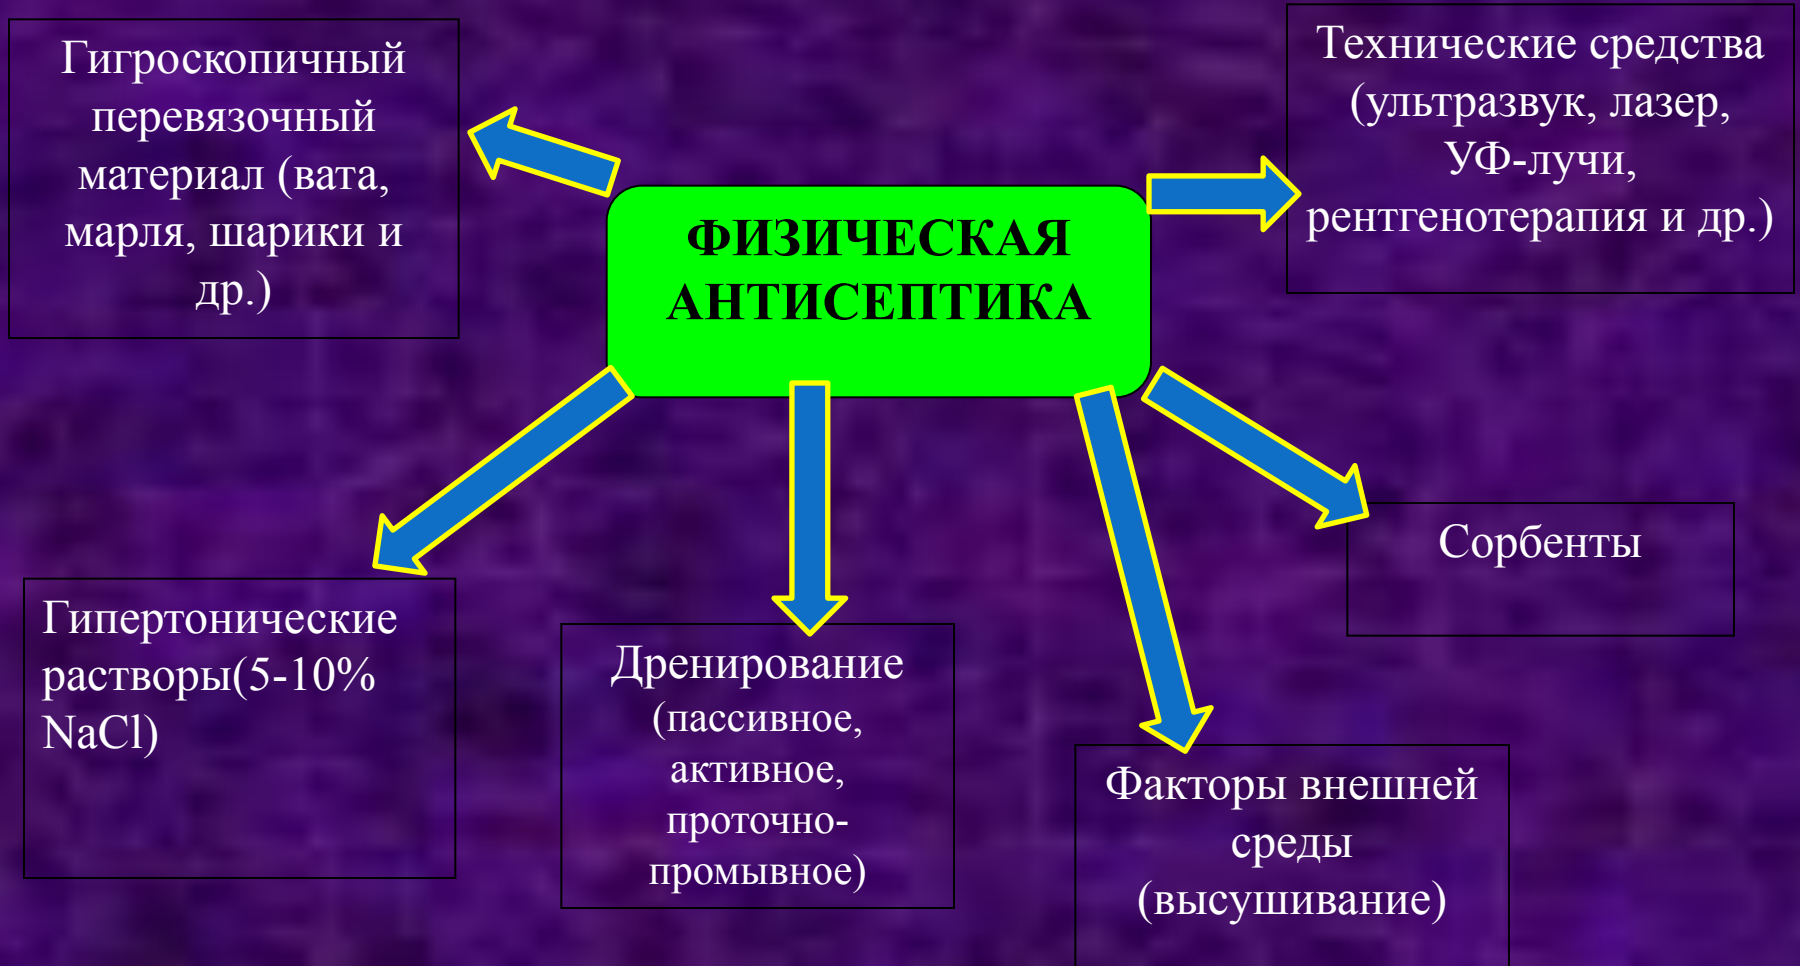 Гигроскопичный
перевязочный
материал (вата,
марля, шарики и
др.)
Технические средства
(ультразвук, лазер,
УФ-лучи,
рентгенотерапия и др.)
ФИЗИЧЕСКАЯ
АНТИСЕПТИКА
Гипертонические
растворы(5-10%
NaCl)
Дренирование
(пассивное,
активное,
проточно-
промывное)
Факторы внешней
среды
(высушивание)
Сорбенты